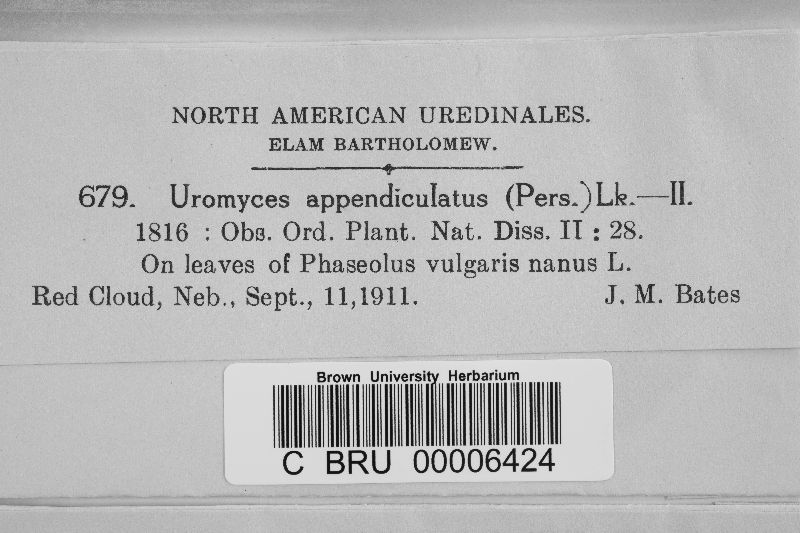 NORTH AMERICAN UREDINALES.
ELAM BARTHOLOMEW.
679. Uromyces appendiculatus (Pers.) Lk.—II.
1816 : Obs. Ord. Plant. Nat. Diss. II : 28.
On leaves of Phaseolus vulgaris nanus L.
Red Cloud, Neb., Sept., 11, 1911. J. M. Bates
Brown University Herbarium
C BRU 00006424